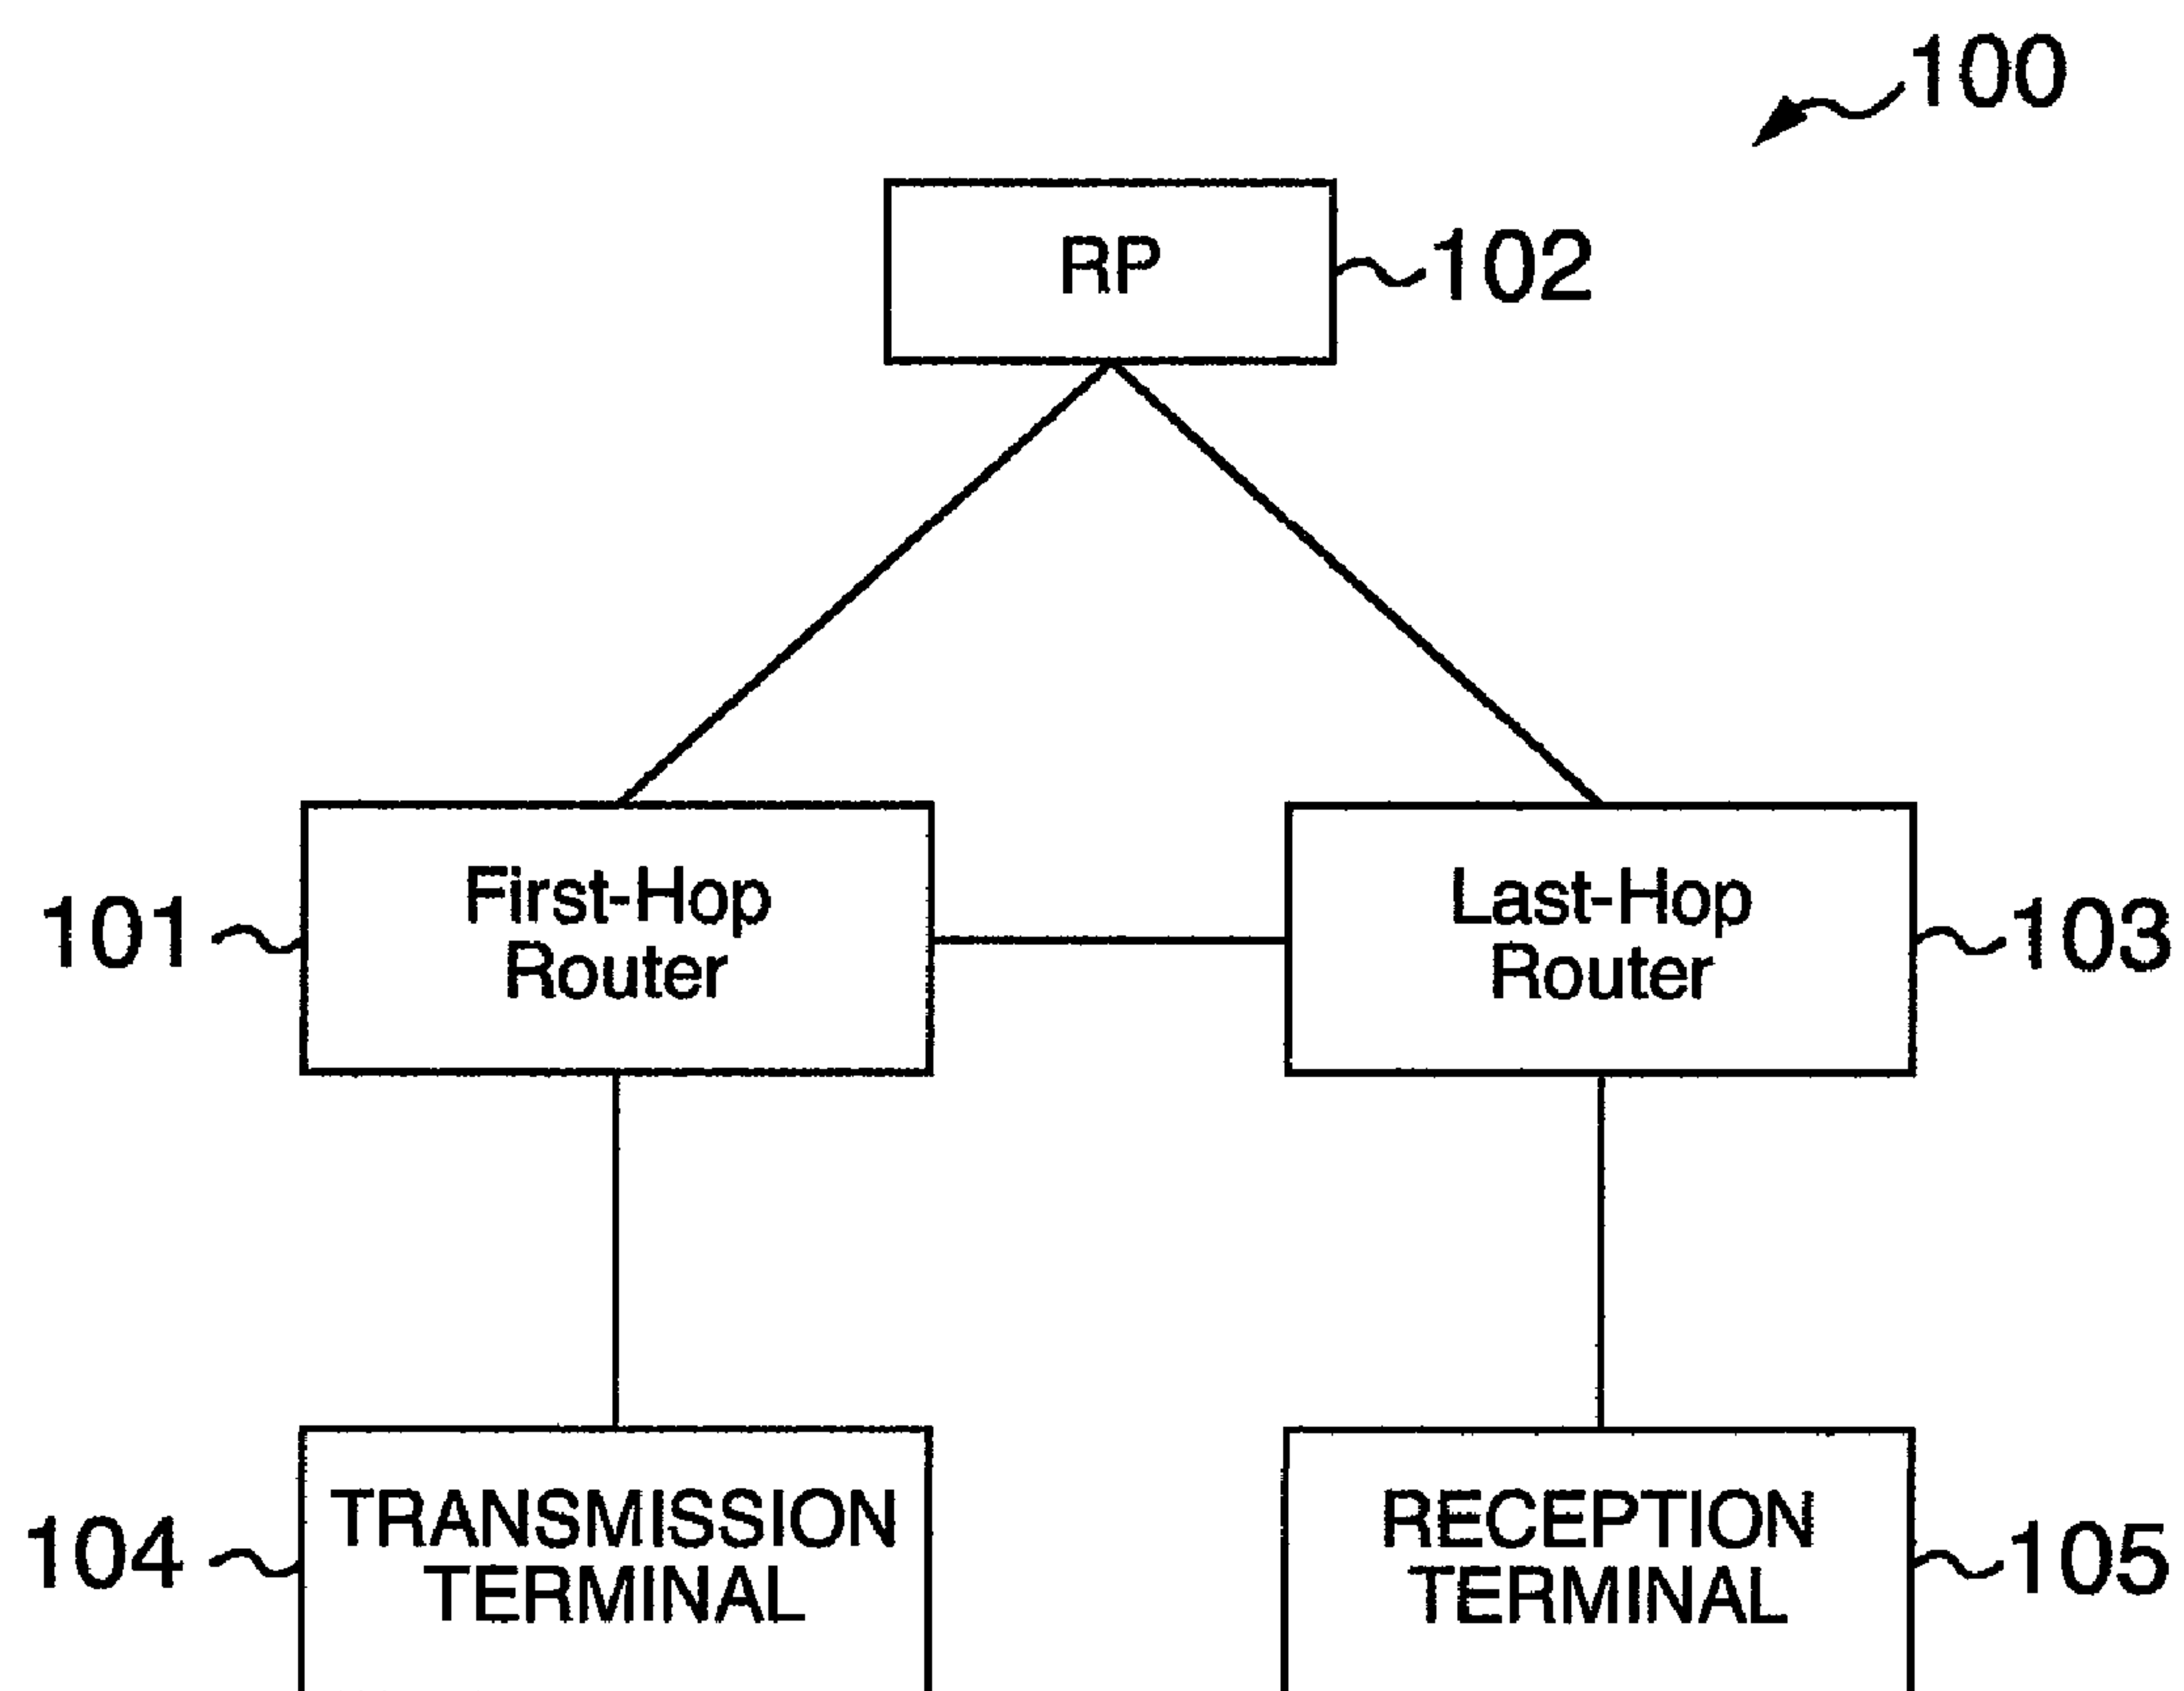 100
RP
102
First-Hop
Router
101
Last-Hop
Router
103
TRANSMISSION
TERMINAL
104
RECEPTION
TERMINAL
105